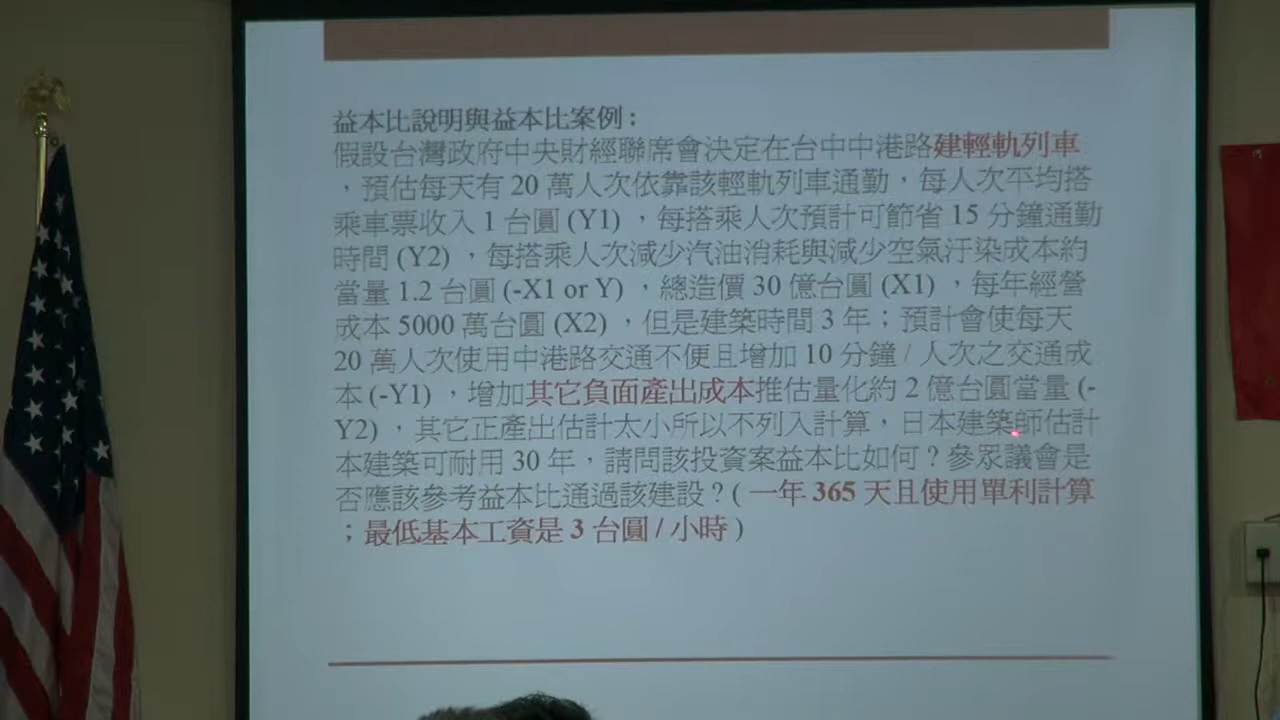 益本比說明與益本比案例：
假設台灣政府中央財經聯席會決定在台中中港路建輕軌列車
，預估每天有 20 萬人次依靠該輕軌列車通勤，每人次平均搭
乘車票收入 1 台圓 (Y1) ，每搭乘人次預計可節省 15 分鐘通勤
時間 (Y2) ，每搭乘人次減少汽油消耗與減少空氣汙染成本約
當量 1.2 台圓 (-X1 or Y) ，總造價 30 億台圓 (X1) ，每年經營
成本 5000 萬台圓 (X2) ，但是建築時間 3 年；預計會使每天
20 萬人次使用中港路交通不便且增加 10 分鐘 / 人次之交通成
本 (-Y1) ，增加其它負面產出成本推估量化約 2 億台圓當量 (-
Y2) ，其它正產出估計太小所以不列入計算，日本建築師估計
本建築可耐用 30 年，請問該投資案益本比如何？參眾議會是
否應該參考益本比通過該建設？( 一年 365 天且使用單利計算
；最低基本工資是 3 台圓 / 小時 )